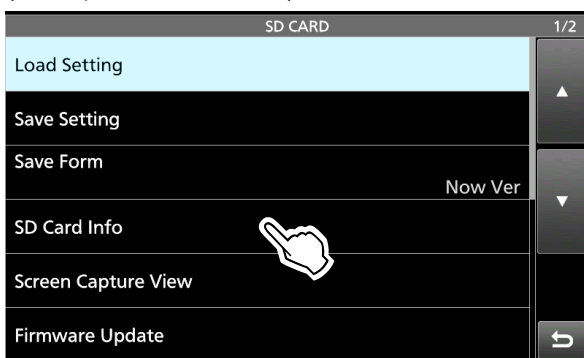 SD CARD
1/2
Load Setting
Save Setting
Save Form
Now Ver
SD Card Info
Screen Capture View
Firmware Update